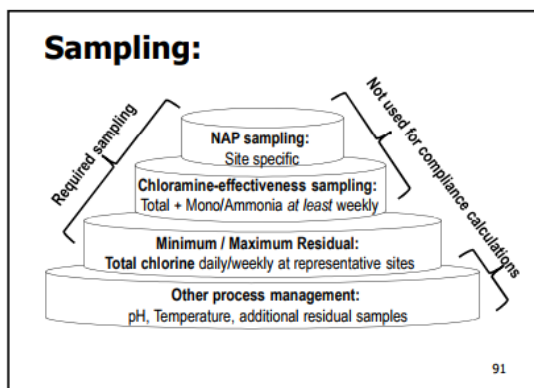 Sampling:
Required sampling
Not used for compliance calculations
NAP sampling:
Site specific
Chloramine-effectiveness sampling:
Total + Mono/Ammonia at least weekly
Minimum / Maximum Residual:
Total chlorine daily/weekly at representative sites
Other process management:
pH, Temperature, additional residual samples
91